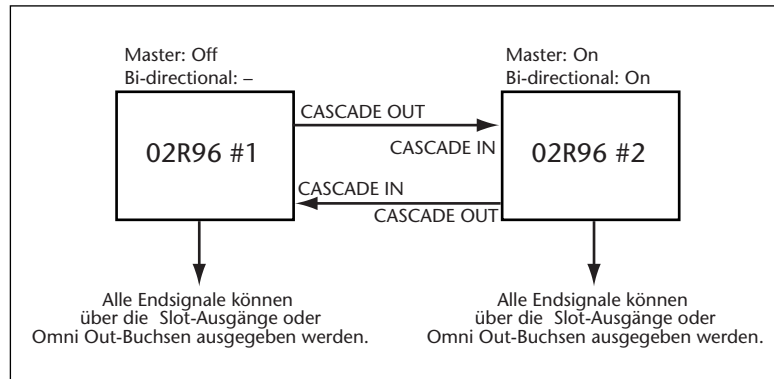 Master: Off
Bi-directional: –
Master: On
Bi-directional: On
02R96 #1
CASCADE OUT
CASCADE IN
02R96 #2
CASCADE IN
CASCADE OUT
Alle Endsignale können
über die Slot-Ausgänge oder
Omni Out-Buchsen ausgegeben werden.
Alle Endsignale können
über die Slot-Ausgänge oder
Omni Out-Buchsen ausgegeben werden.